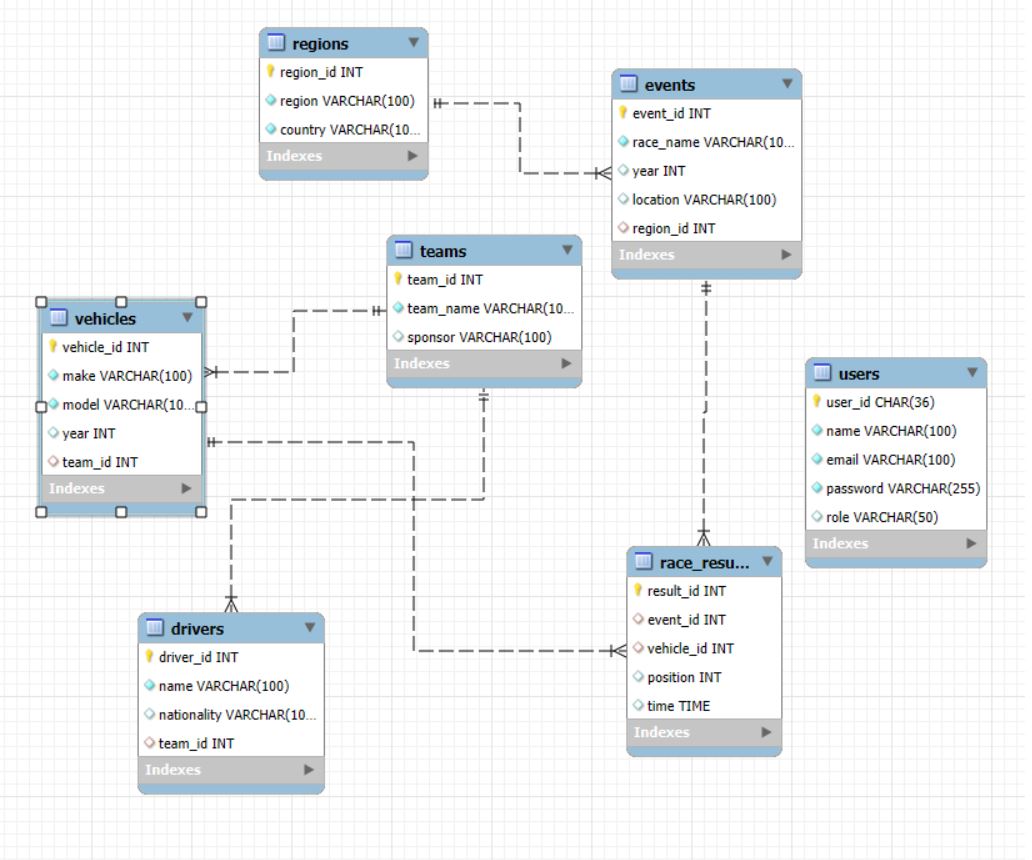 regions
region_id INT
region VARCHAR(100)
country VARCHAR(10...
Indexes
events
event_id INT
race_name VARCHAR(10...
year INT
location VARCHAR(100)
region_id INT
Indexes
teams
team_id INT
team_name VARCHAR(10...
sponsor VARCHAR(100)
Indexes
vehicles
vehicle_id INT
make VARCHAR(100)
model VARCHAR(10...
year INT
team_id INT
Indexes
users
user_id CHAR(36)
name VARCHAR(100)
email VARCHAR(100)
password VARCHAR(255)
role VARCHAR(50)
Indexes
race_resu...
result_id INT
event_id INT
vehicle_id INT
position INT
time TIME
Indexes
drivers
driver_id INT
name VARCHAR(100)
nationality VARCHAR(10...
team_id INT
Indexes